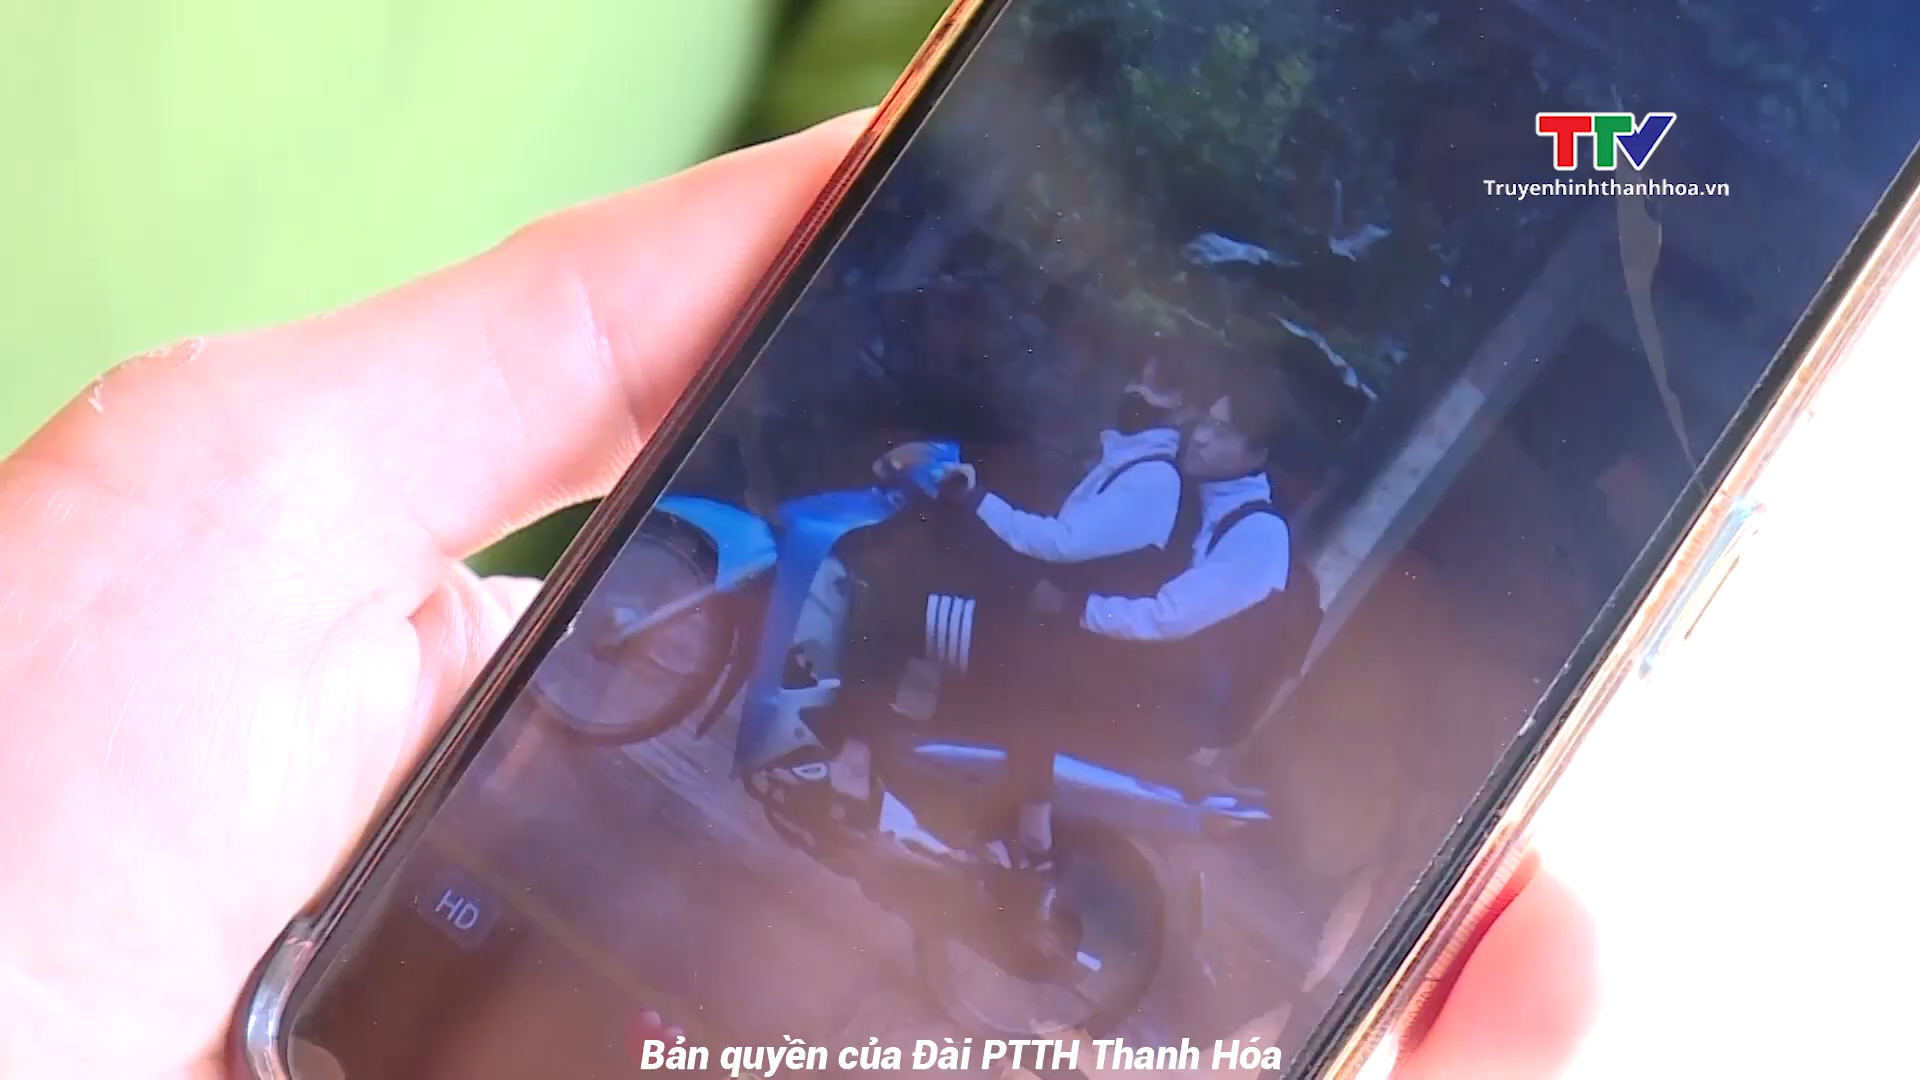 TTV
Truyenhinhthanhhoa.vn
HD
Bản quyền của Đài PTTH Thanh Hóa